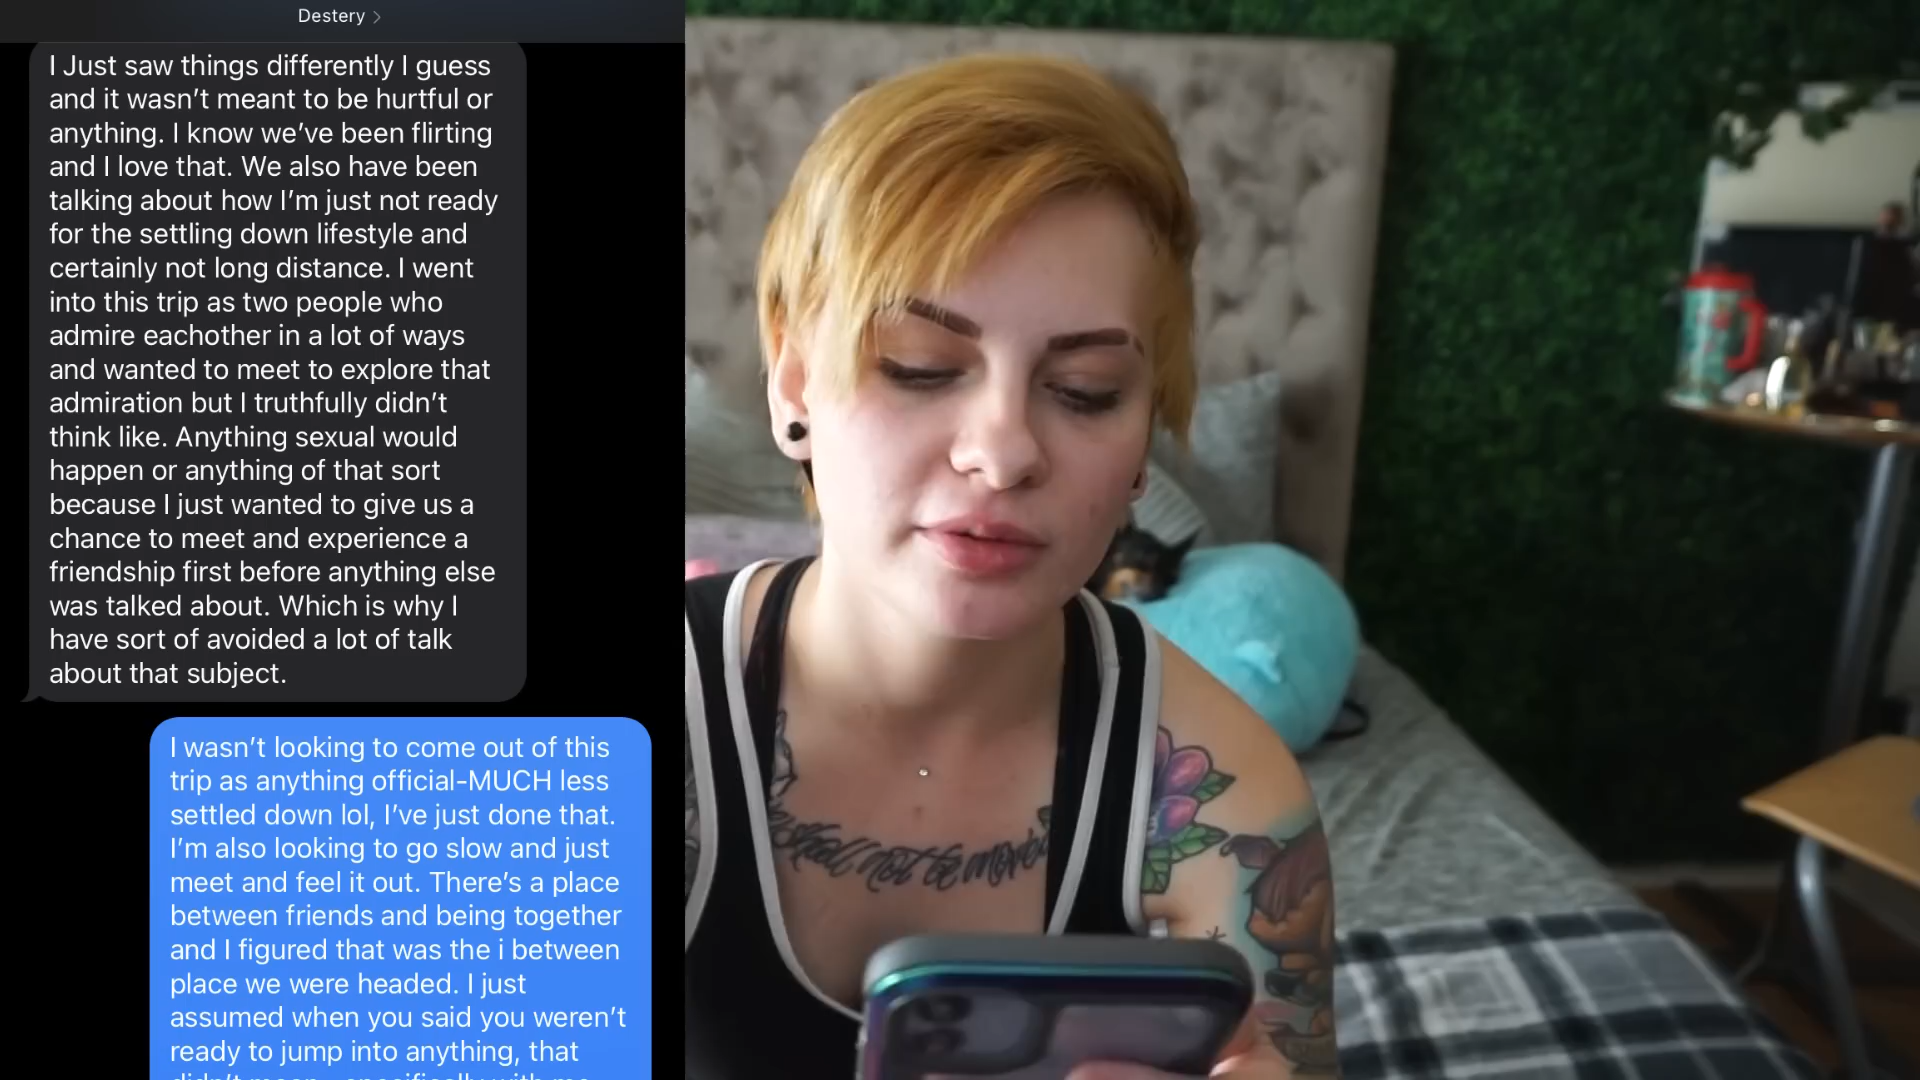 Destery
I Just saw things differently I guess
and it wasn't meant to be hurtful or
anything. I know we've been flirting
and I love that. We also have been
talking about how I'm just not ready
for the settling down lifestyle and
certainly not long distance. I went
into this trip as two people who
admire eachother in a lot of ways
and wanted to meet to explore that
admiration but I truthfully didn't
think like. Anything sexual would
happen or anything of that sort
because I just wanted to give us a
chance to meet and experience a
friendship first before anything else
was talked about. Which is why I
have sort of avoided a lot of talk
about that subject.
I wasn't looking to come out of this
trip as anything official-MUCH less
settled down lol, I've just done that.
I'm also looking to go slow and just
meet and feel it out. There's a place
between friends and being together
and I figured that was the i between
place we were headed. I just
assumed when you said you weren't
ready to jump into anything, that
shall not be moved